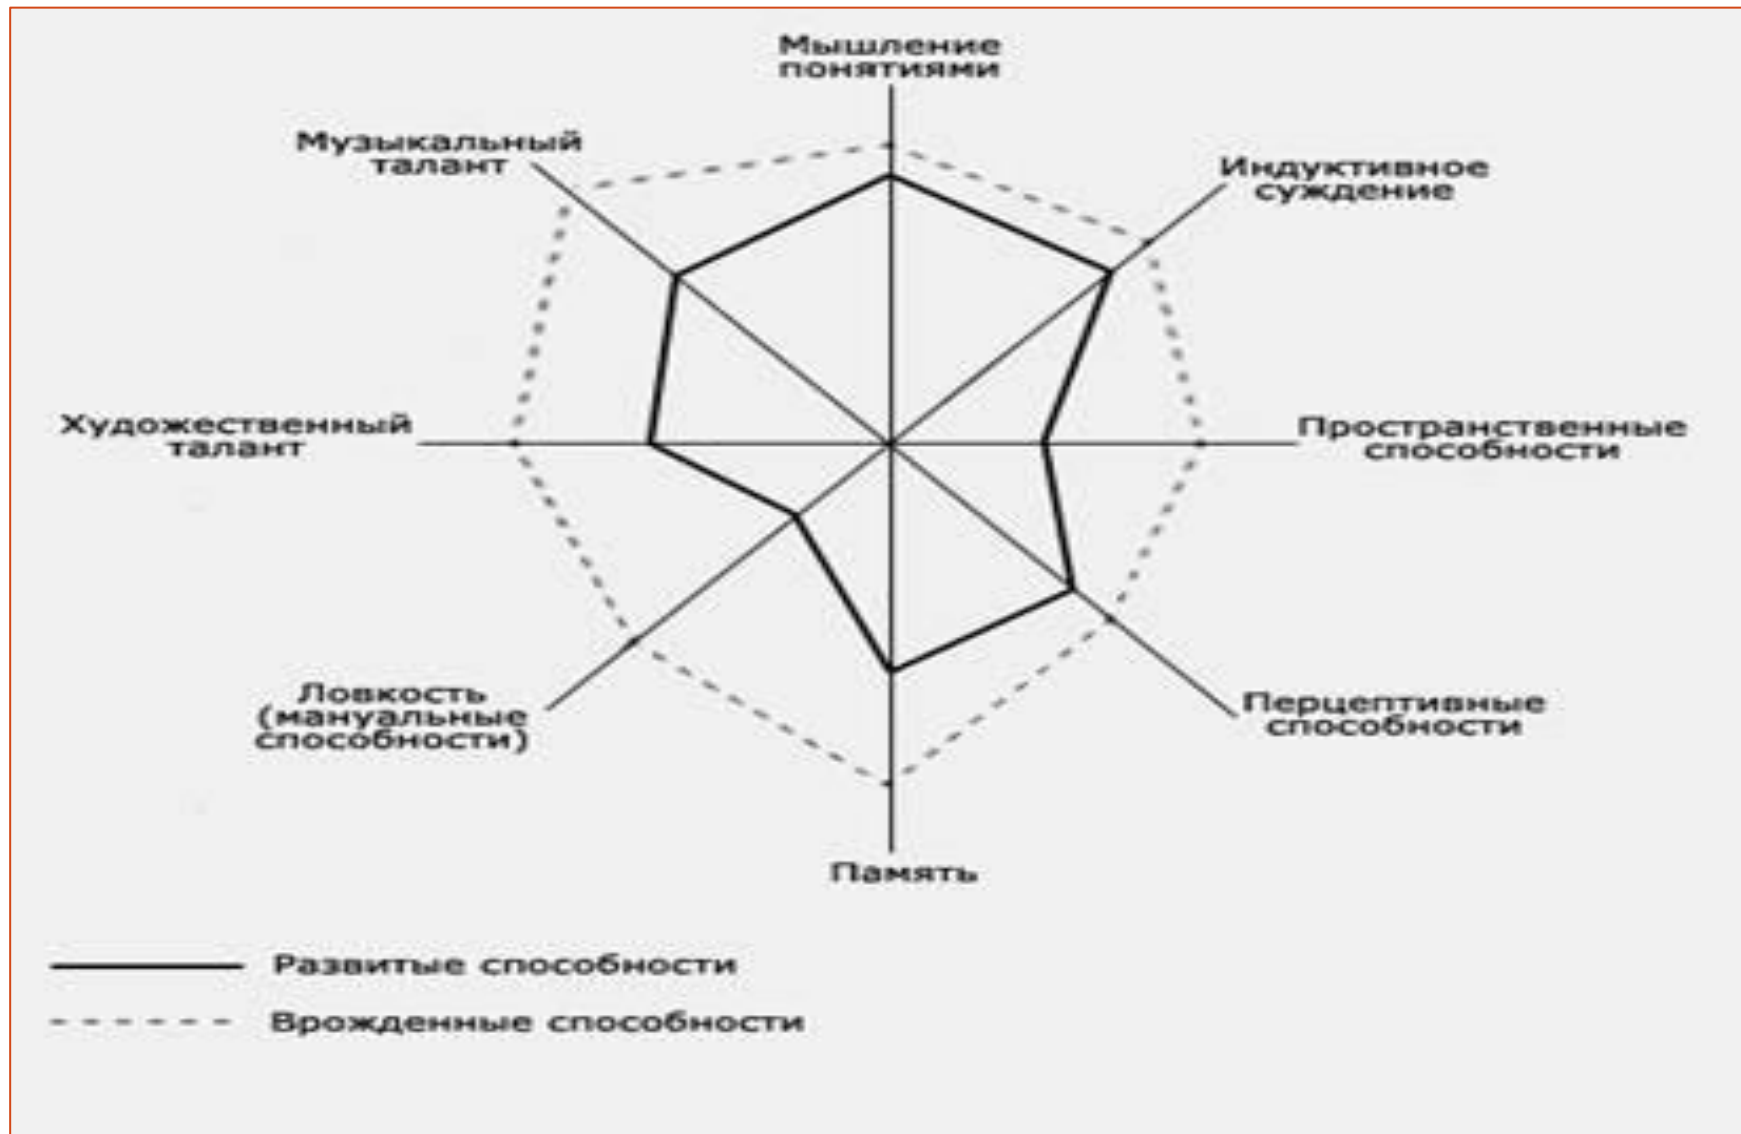 Мышление
понятиями
Музыкальный
талант
Индуктивное
суждение
Художественный
талант
Пространственные
способности
Ловкость
(мануальные
способности)
Перцептивные
способности
Память
Развитые способности
Врожденные способности